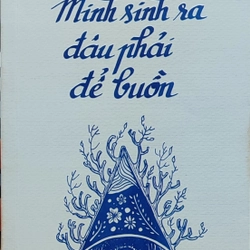 Mình sinh ra
đâu phải
để buồn